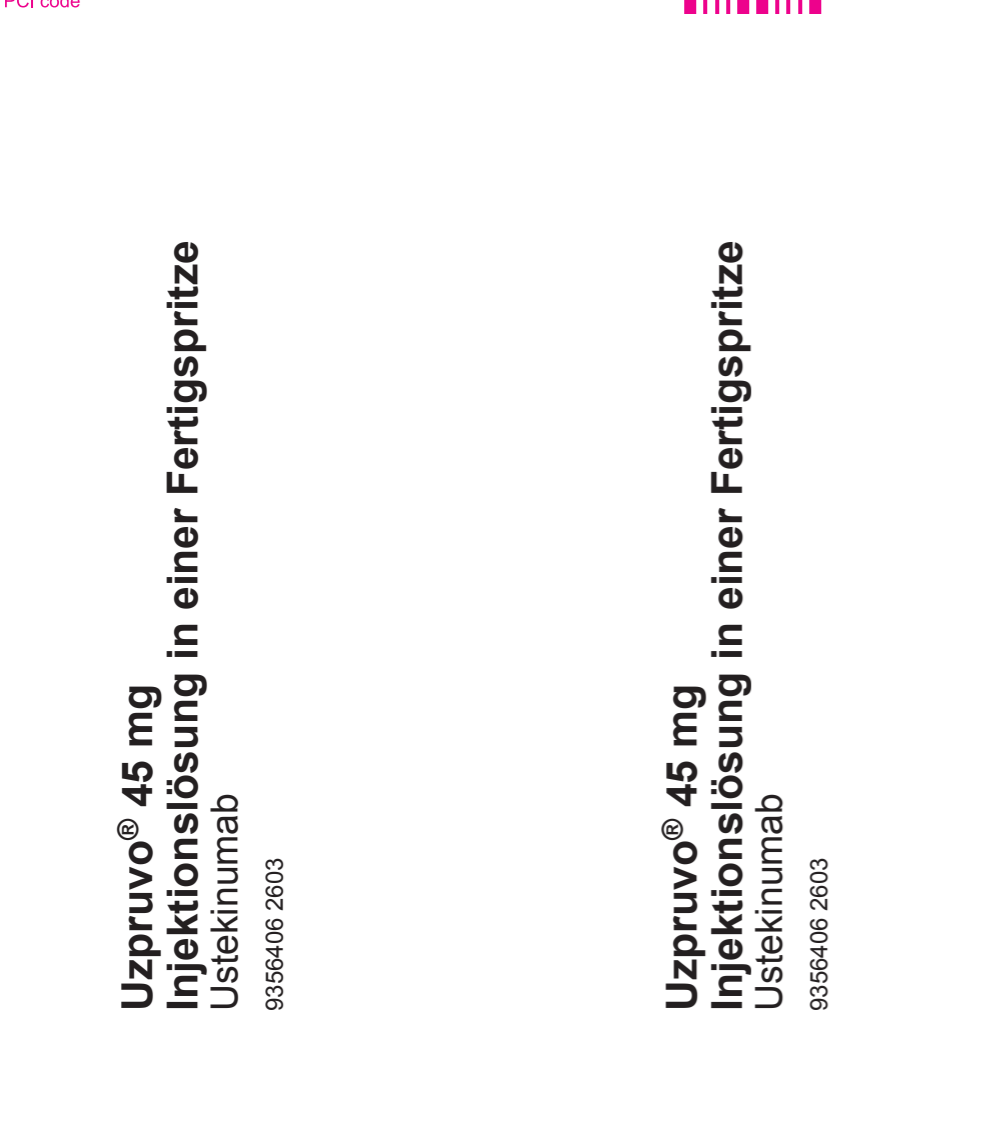 PCI code
Uzpruvo® 45 mg
Injektionslösung in einer Fertigspritze
Ustekinumab
9356406 2603
Uzpruvo® 45 mg
Injektionslösung in einer Fertigspritze
Ustekinumab
9356406 2603